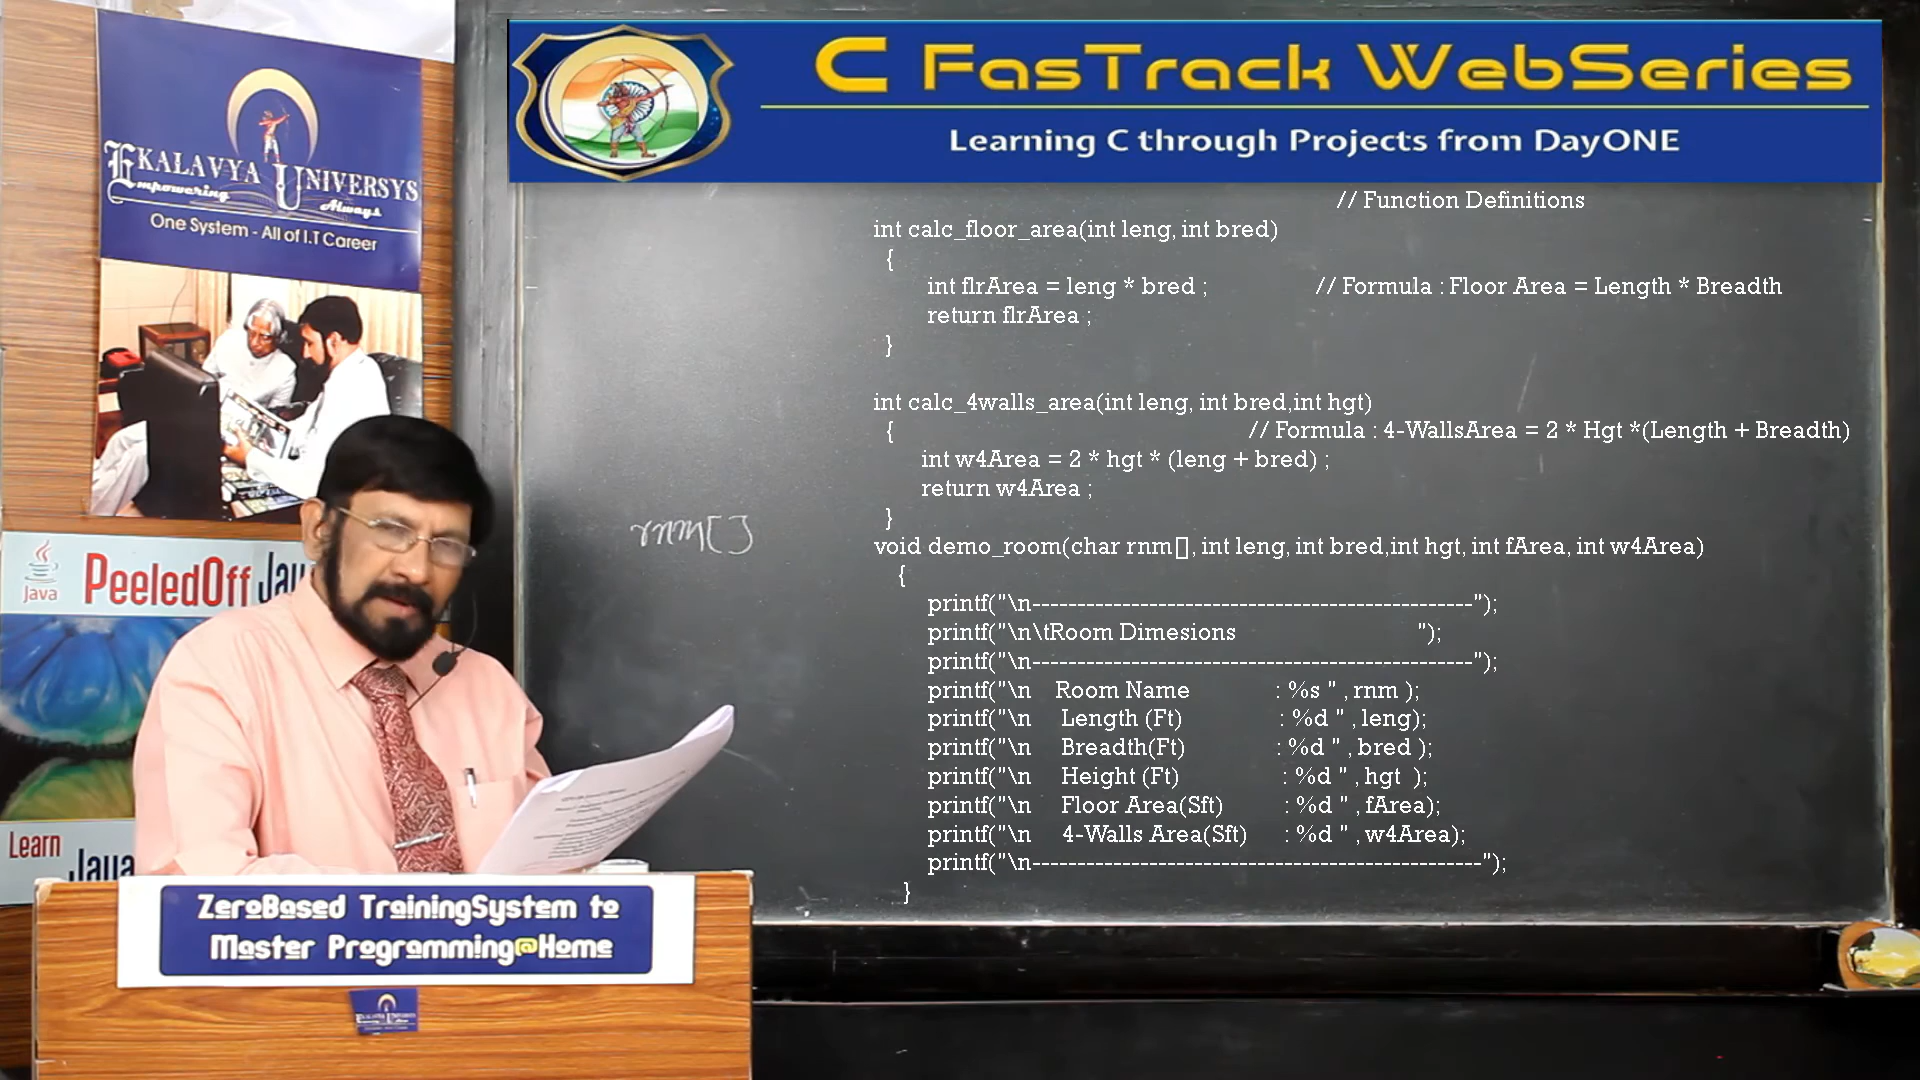 C FasTrack WebSeries
Learning C through Projects from DayONE
EKALAVYA UNIVERSYS
Empowering Always
One System - All of I.T Career
// Function Definitions
int calc_floor_area(int leng, int bred)
{
int flrArea = leng * bred ; // Formula : Floor Area = Length * Breadth
return flrArea ;
}
int calc_4walls_area(int leng, int bred,int hgt)
{ // Formula : 4-WallsArea = 2 * Hgt *(Length + Breadth)
int w4Area = 2 * hgt * (leng + bred) ;
return w4Area ;
}
rnm[]
void demo_room(char rnm[], int leng, int bred,int hgt, int fArea, int w4Area)
{
printf("\n-------------------------------------------------");
printf("\n\tRoom Dimesions ");
printf("\n-------------------------------------------------");
printf("\n Room Name : %s " , rnm );
printf("\n Length (Ft) : %d " , leng);
printf("\n Breadth(Ft) : %d " , bred );
printf("\n Height (Ft) : %d " , hgt );
printf("\n Floor Area(Sft) : %d " , fArea);
printf("\n 4-Walls Area(Sft) : %d " , w4Area);
printf("\n--------------------------------------------------");
}
Java
PeeledOff Java
Learn
Java
ZeroBased TrainingSystem to
Master Programming@Home